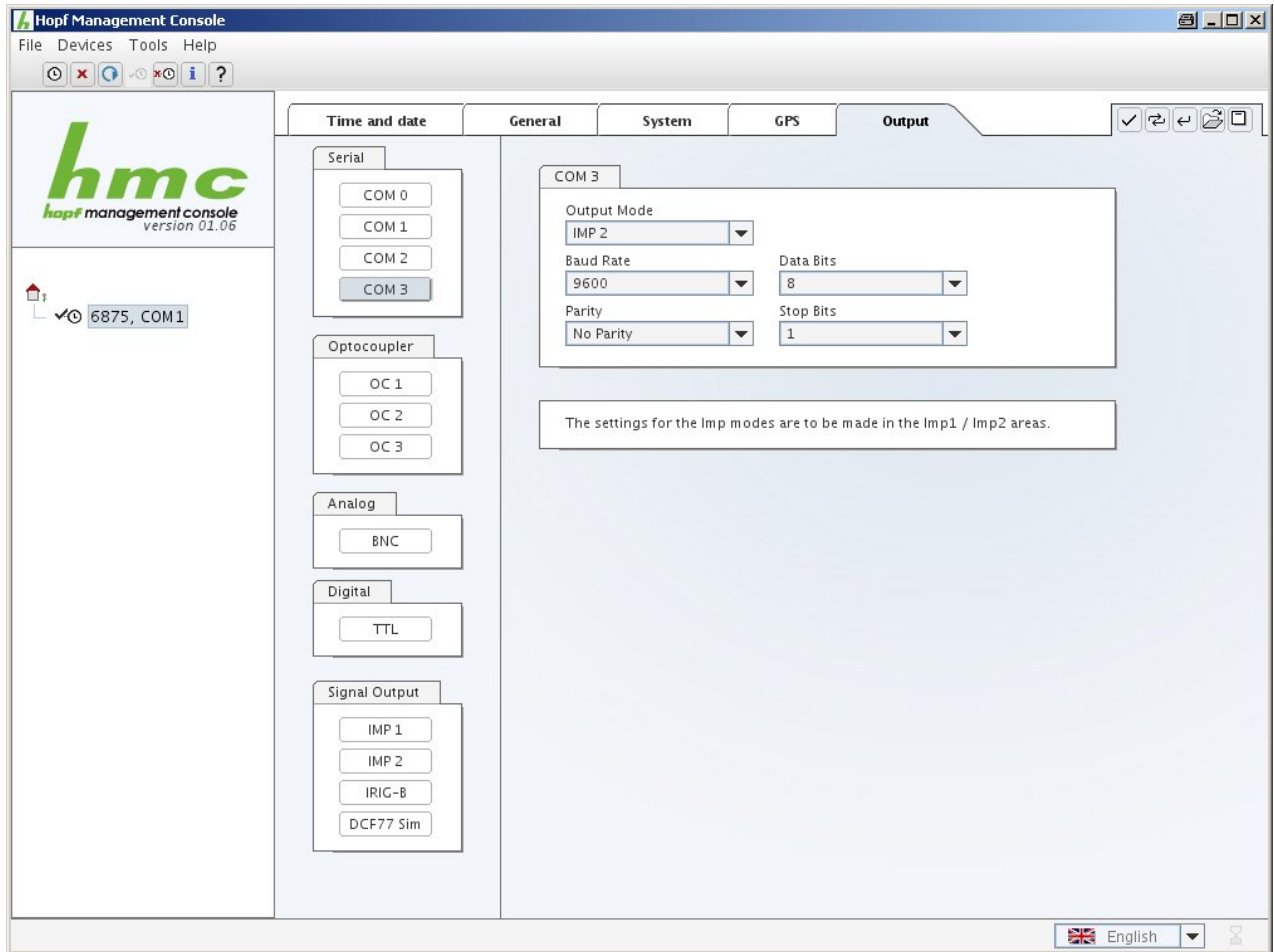 Hopf Management Console
File Devices Tools Help
Time and date General System GPS Output
hmc
hopf management console
version 01.06
6875, COM1
Serial
COM 0
COM 1
COM 2
COM 3
Optocoupler
OC 1
OC 2
OC 3
Analog
BNC
Digital
TTL
Signal Output
IMP 1
IMP 2
IRIG-B
DCF77 Sim
COM 3
Output Mode
IMP 2
Baud Rate Data Bits
9600 8
Parity Stop Bits
No Parity 1
The settings for the Imp modes are to be made in the Imp1 / Imp2 areas.
English